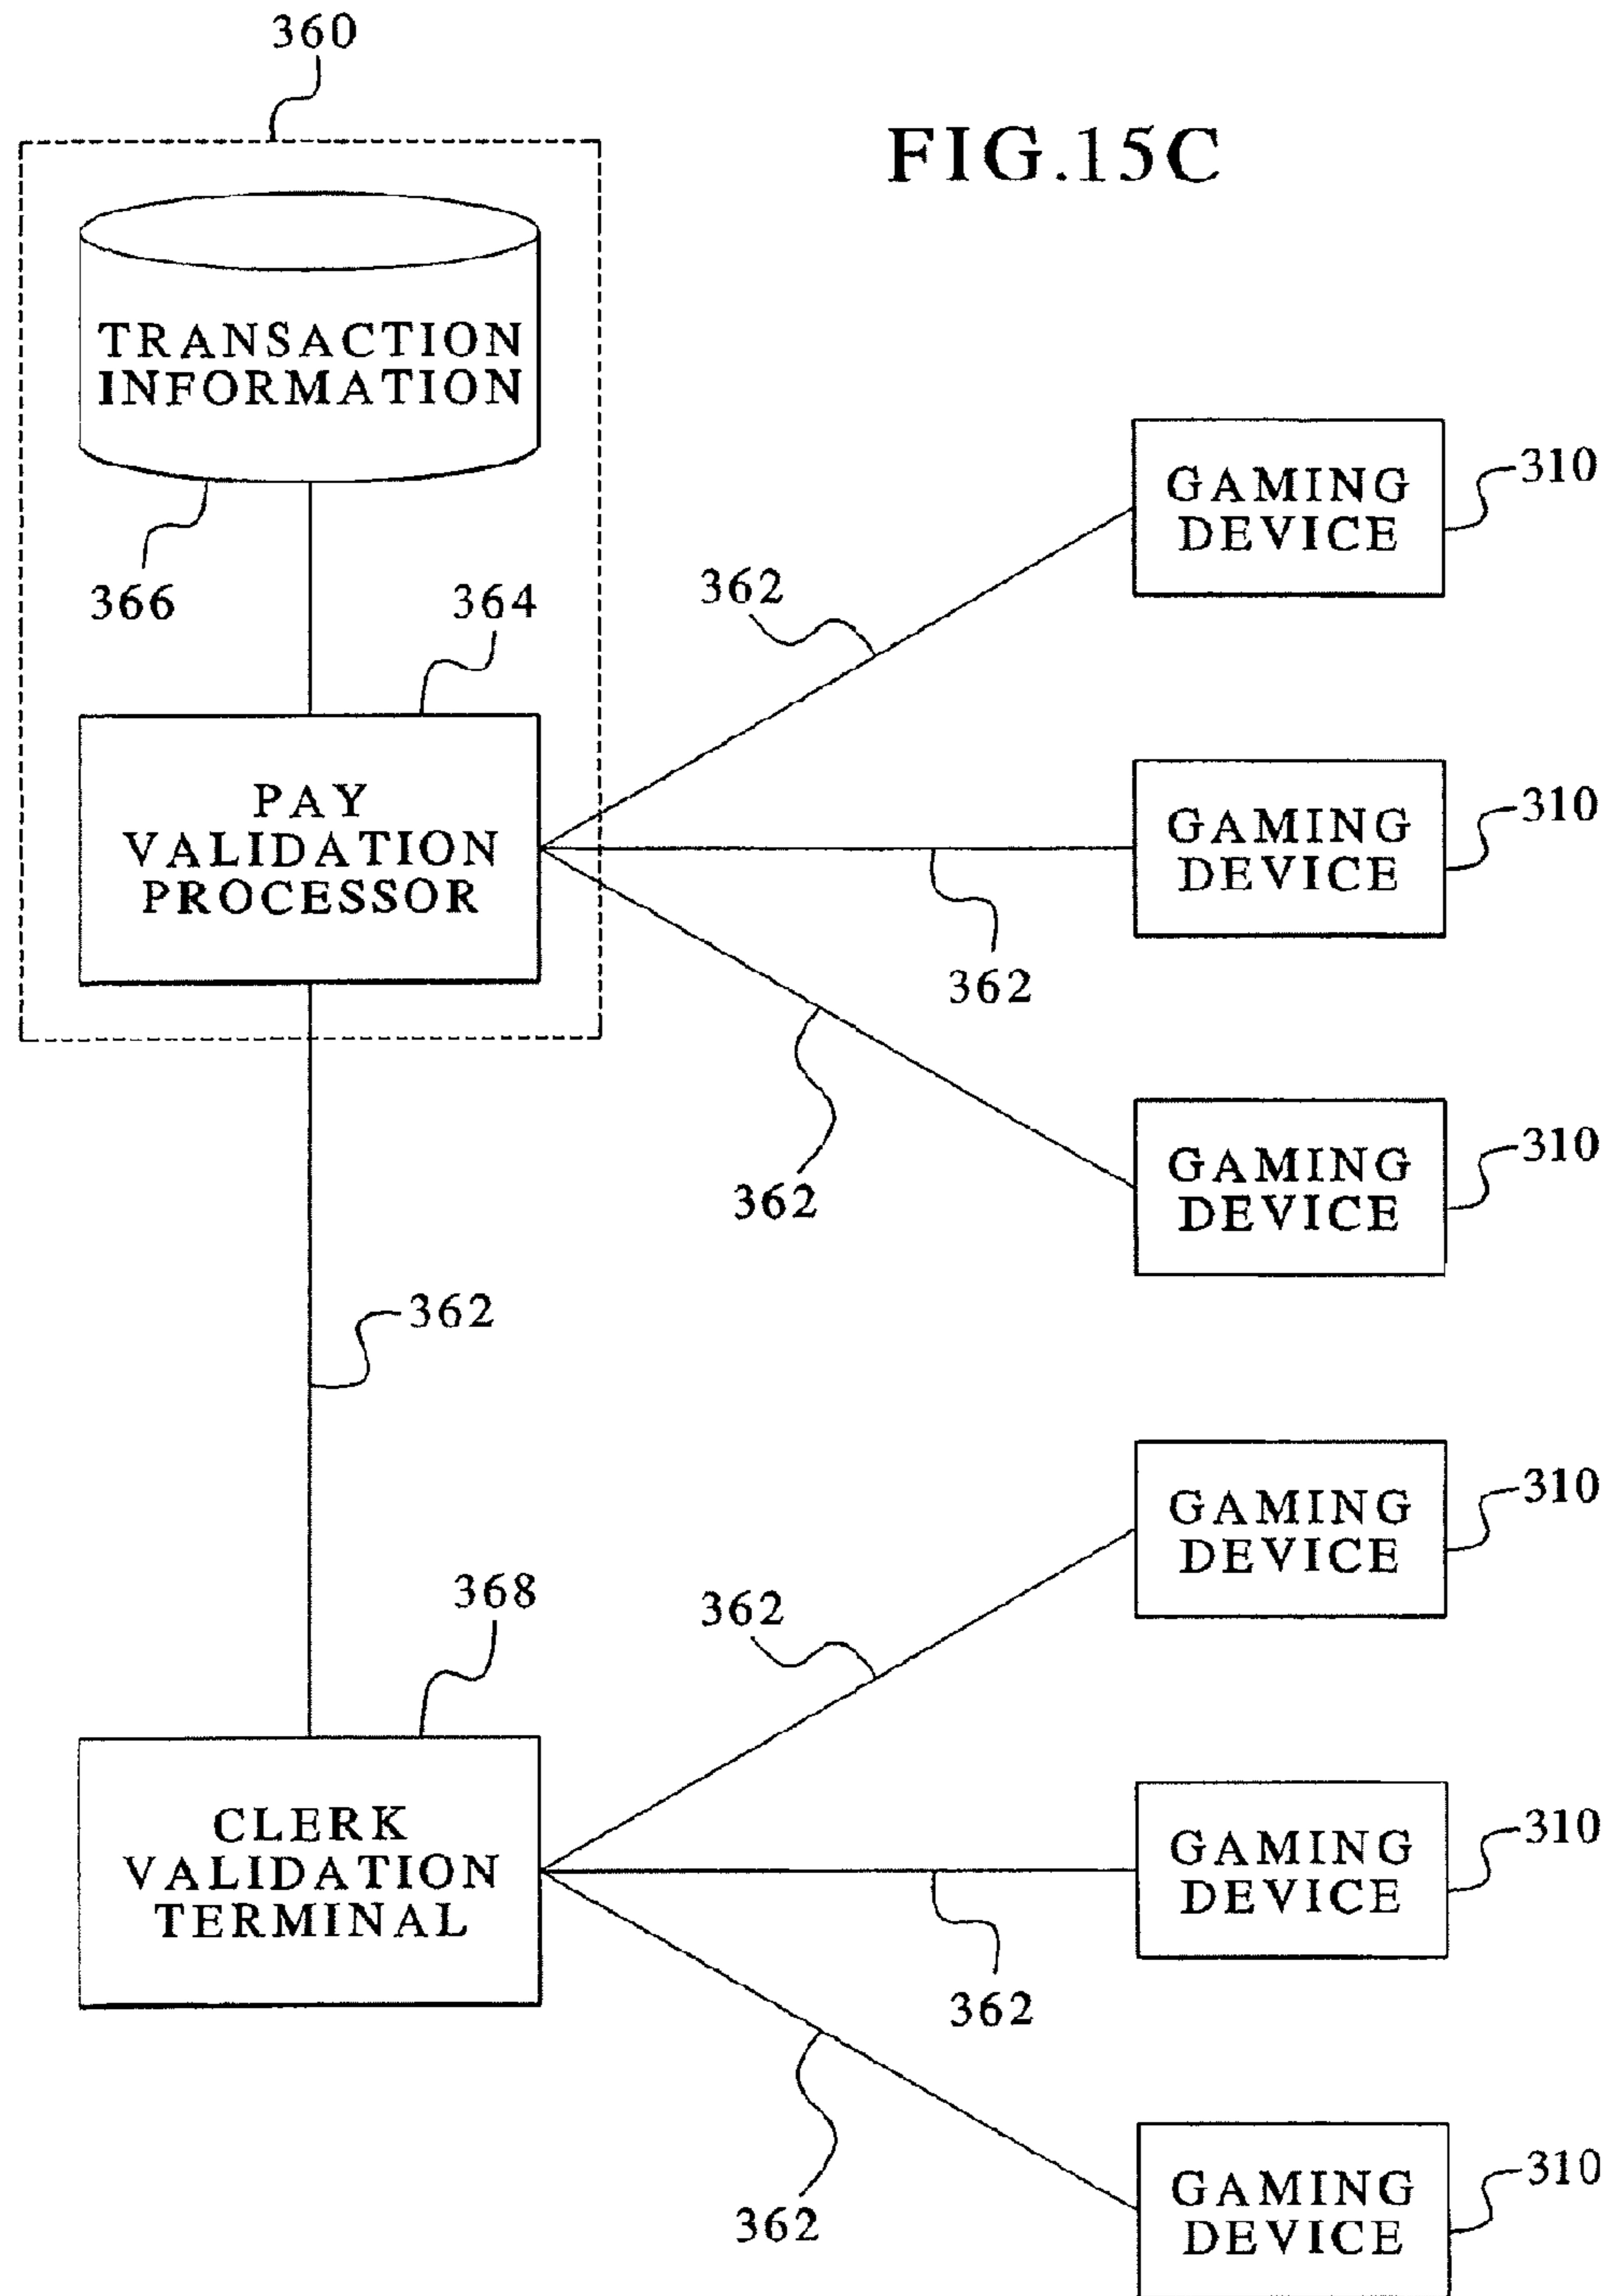 360
FIG.15C
TRANSACTION
INFORMATION
366
364
PAY
VALIDATION
PROCESSOR
362
GAMING
DEVICE
310
GAMING
DEVICE
310
362
GAMING
DEVICE
310
362
362
368
CLERK
VALIDATION
TERMINAL
362
GAMING
DEVICE
310
GAMING
DEVICE
310
362
GAMING
DEVICE
310
362